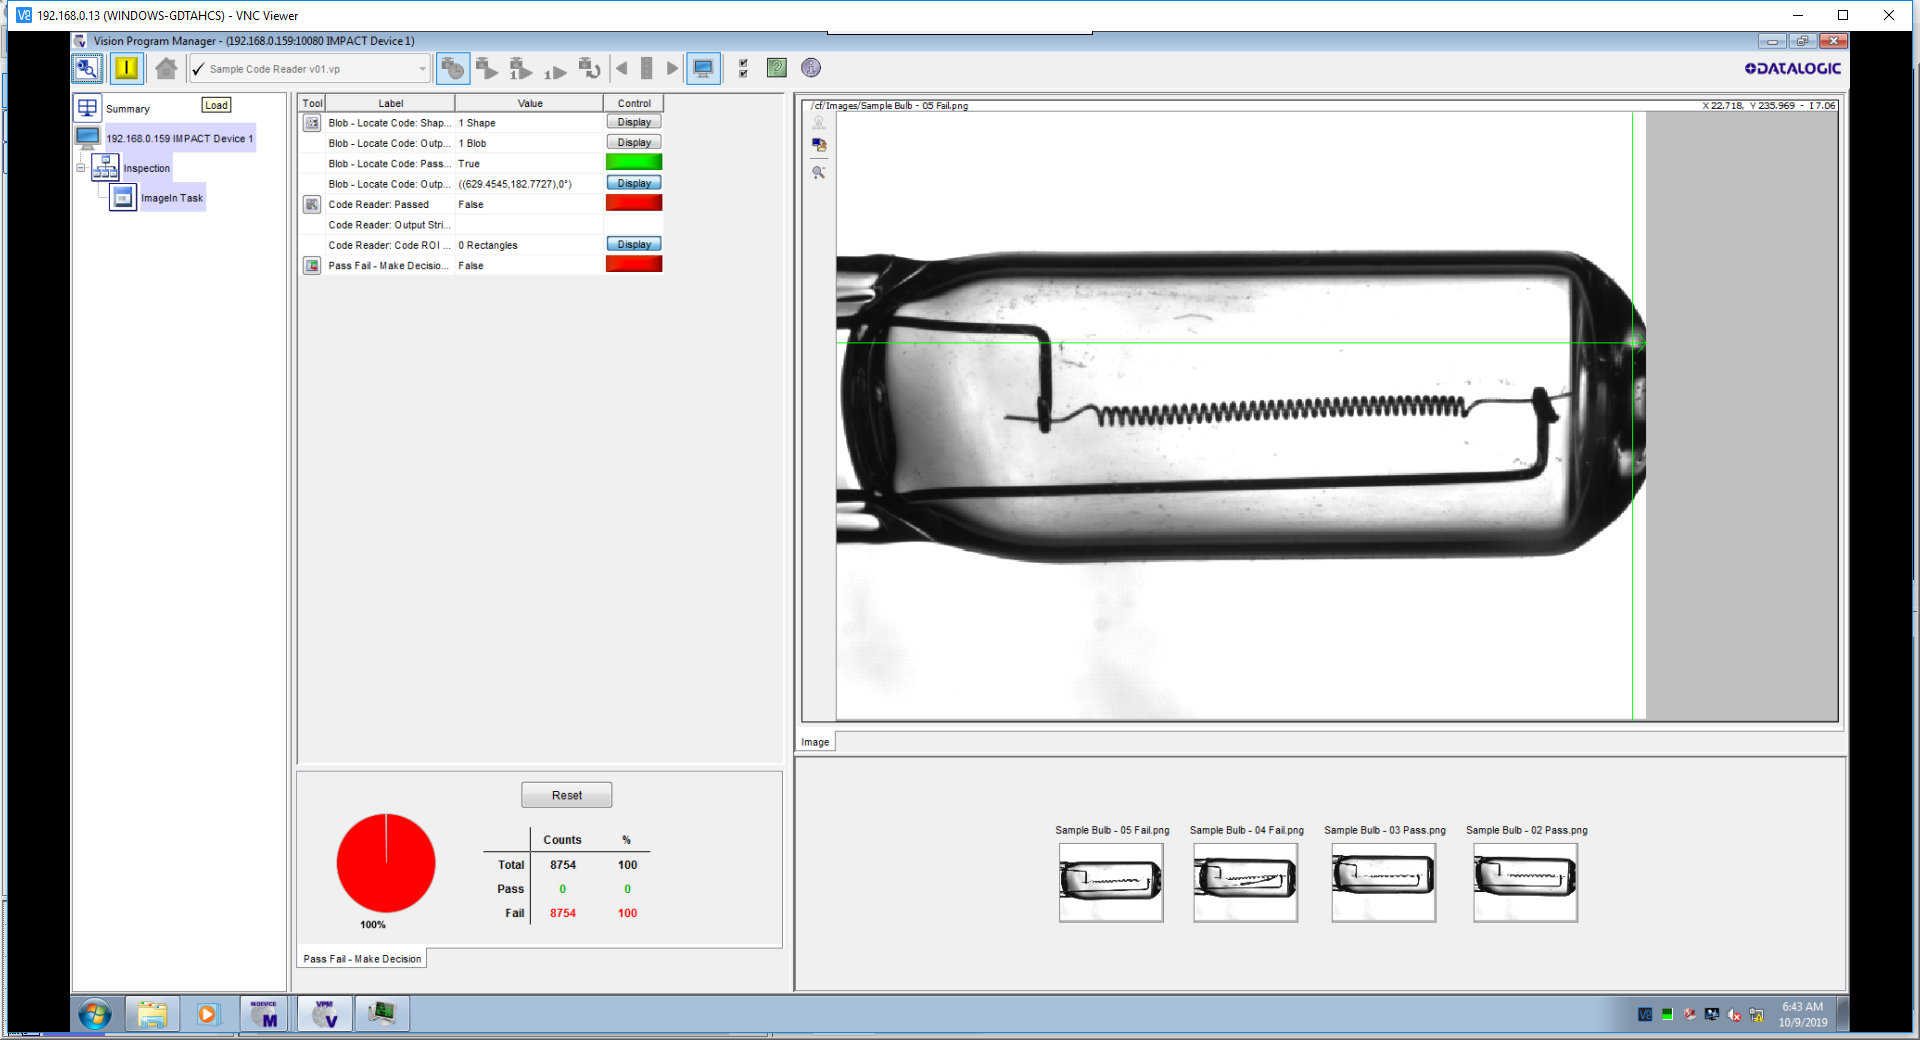 192.168.0.13 (WINDOWS-GDTAHCS) - VNC Viewer
Vision Program Manager - (192.168.0.159:10080 IMPACT Device 1)
Sample Code Reader v01.vp
DATALOGIC
Summary
Load
192.168.0.159 IMPACT Device 1
Inspection
ImageIn Task
Tool Label Value Control
Blob - Locate Code: Shap... 1 Shape Display
Blob - Locate Code: Outp... 1 Blob Display
Blob - Locate Code: Pass... True
Blob - Locate Code: Outp... ((629.4545,182.7727),0°) Display
Code Reader: Passed False
Code Reader: Output Stri...
Code Reader: Code ROI ... 0 Rectangles Display
Pass Fail - Make Decisio... False
/cf/Images/Sample Bulb - 05 Fail.png X 22.718, Y 235.969 - I 7.06
Image
Reset
Counts %
Total 8754 100
Pass 0 0
Fail 8754 100
100%
Pass Fail - Make Decision
Sample Bulb - 05 Fail.png Sample Bulb - 04 Fail.png Sample Bulb - 03 Pass.png Sample Bulb - 02 Pass.png
M-DEVICE
M
VPM
V
6:43 AM
10/9/2019